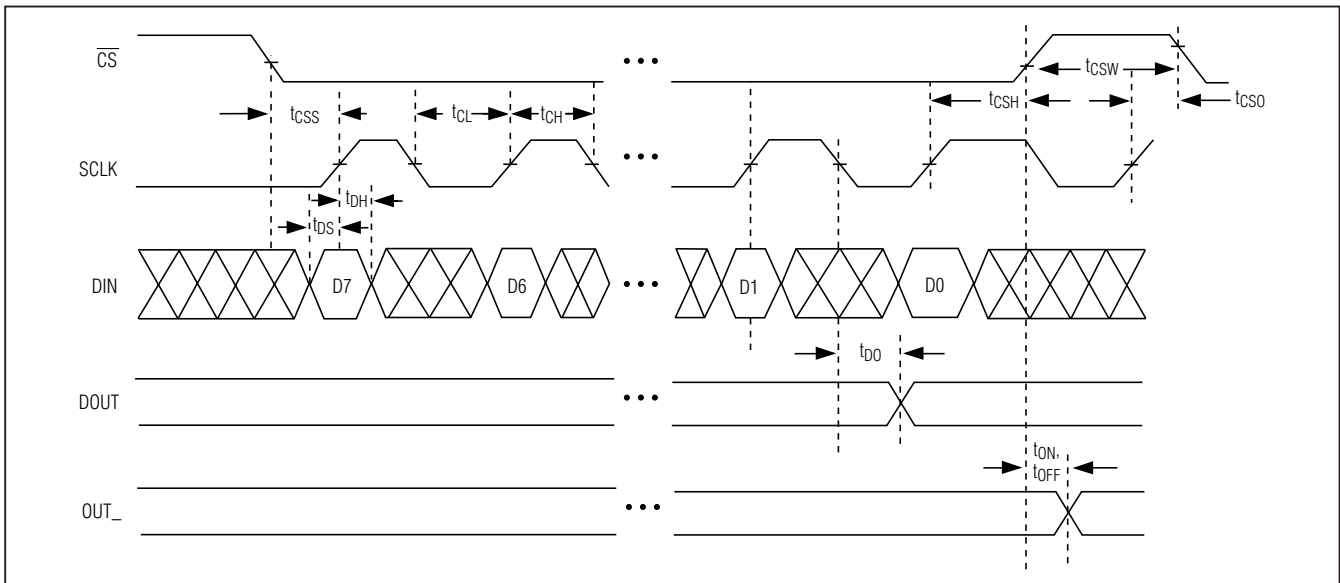 CS
tCSW
tCSH
tCSO
tCSS
tCL
tCH
SCLK
tDH
tDS
DIN
D7
D6
D1
D0
tDO
DOUT
tON,
tOFF
OUT_